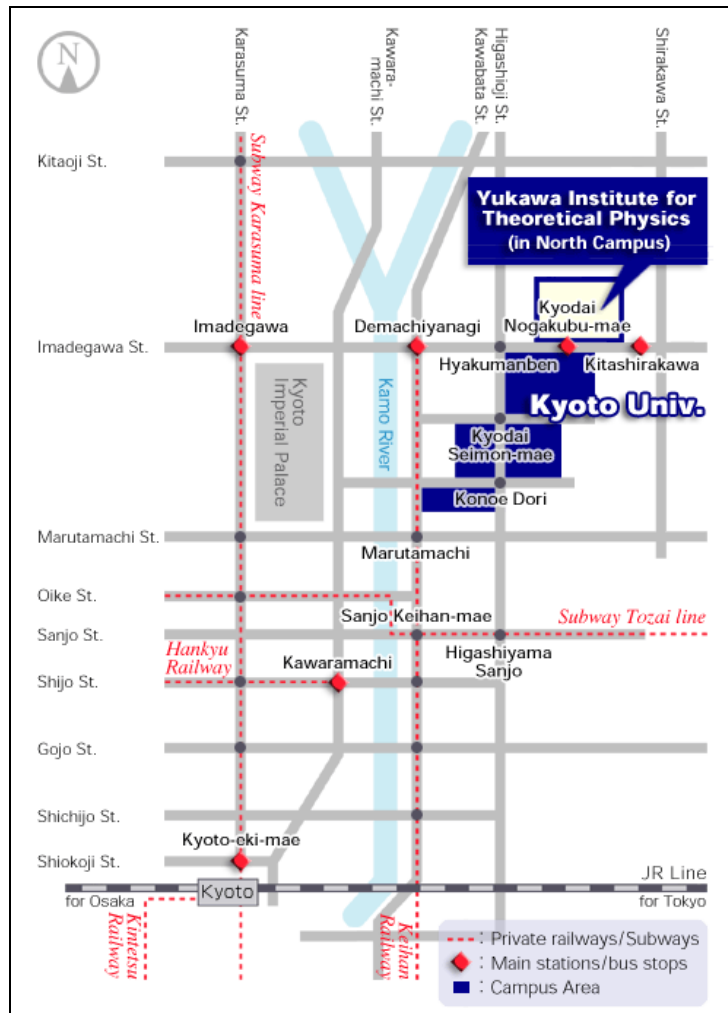 N
Karasuma St.
Kawara-
machi St.
Kawabata St.
Higashioji St.
Shirakawa St.
Kitaoji St.
Subway Karasuma line
Yukawa Institute for
Theoretical Physics
(in North Campus)
Kyodai
Nogakubu-mae
Imadegawa
Demachiyanagi
Imadegawa St.
Hyakumanben
Kitashirakawa
Kyoto
Imperial Palace
Kamo River
Kyoto Univ.
Kyodai
Seimon-mae
Konoe Dori
Marutamachi St.
Marutamachi
Oike St.
Sanjo Keihan-mae
Subway Tozai line
Sanjo St.
Hankyu
Railway
Kawaramachi
Higashiyama
Sanjo
Shijo St.
Gojo St.
Shichijo St.
Kyoto-eki-mae
Shiokoji St.
JR Line
Kyoto
for Osaka
for Tokyo
Kintetsu
Railway
Keihan
Railway
: Private railways/Subways
: Main stations/bus stops
: Campus Area